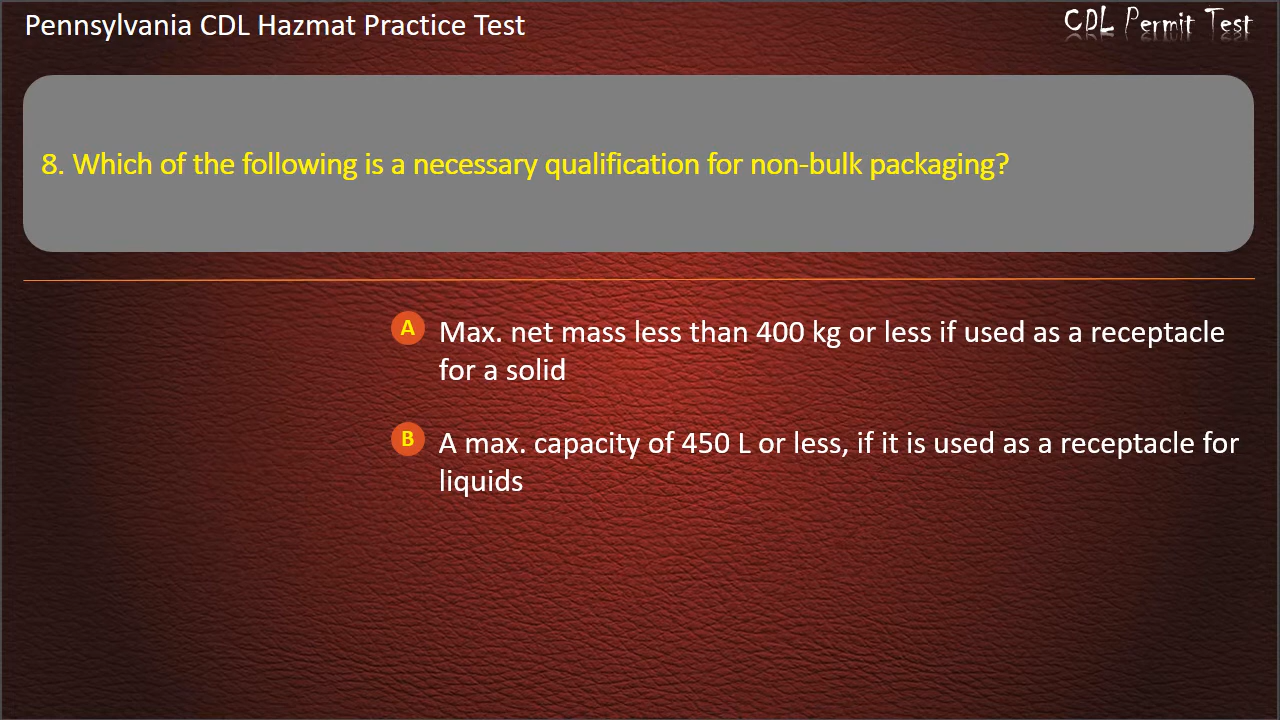 Pennsylvania CDL Hazmat Practice Test
CDL Permit Test
8. Which of the following is a necessary qualification for non-bulk packaging?
A Max. net mass less than 400 kg or less if used as a receptacle
for a solid
B A max. capacity of 450 L or less, if it is used as a receptacle for
liquids